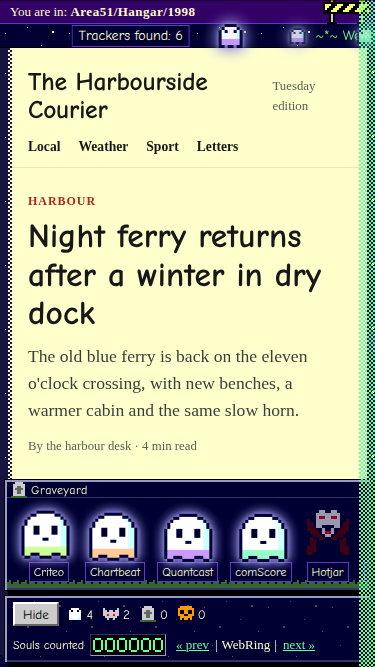 You are in: Area51/Hangar/1998
Trackers found: 6
~*~ We
The Harbourside
Courier
Tuesday
edition
Local Weather Sport Letters
HARBOUR
Night ferry returns
after a winter in dry
dock
The old blue ferry is back on the eleven
o'clock crossing, with new benches, a
warmer cabin and the same slow horn.
By the harbour desk · 4 min read
Graveyard
Criteo Chartbeat Quantcast comScore Hotjar
Hide 4 2 0 0
Souls counted 000000 « prev | WebRing | next »